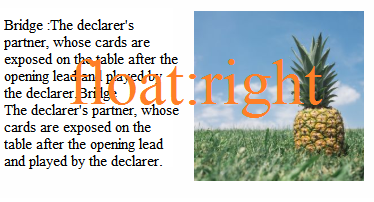 Bridge :The declarer's
partner, whose cards are
exposed on the table after the
opening lead and played by
the declarer.Bridge
The declarer's partner, whose
cards are exposed on the
table after the opening lead
and played by the declarer.
float:right